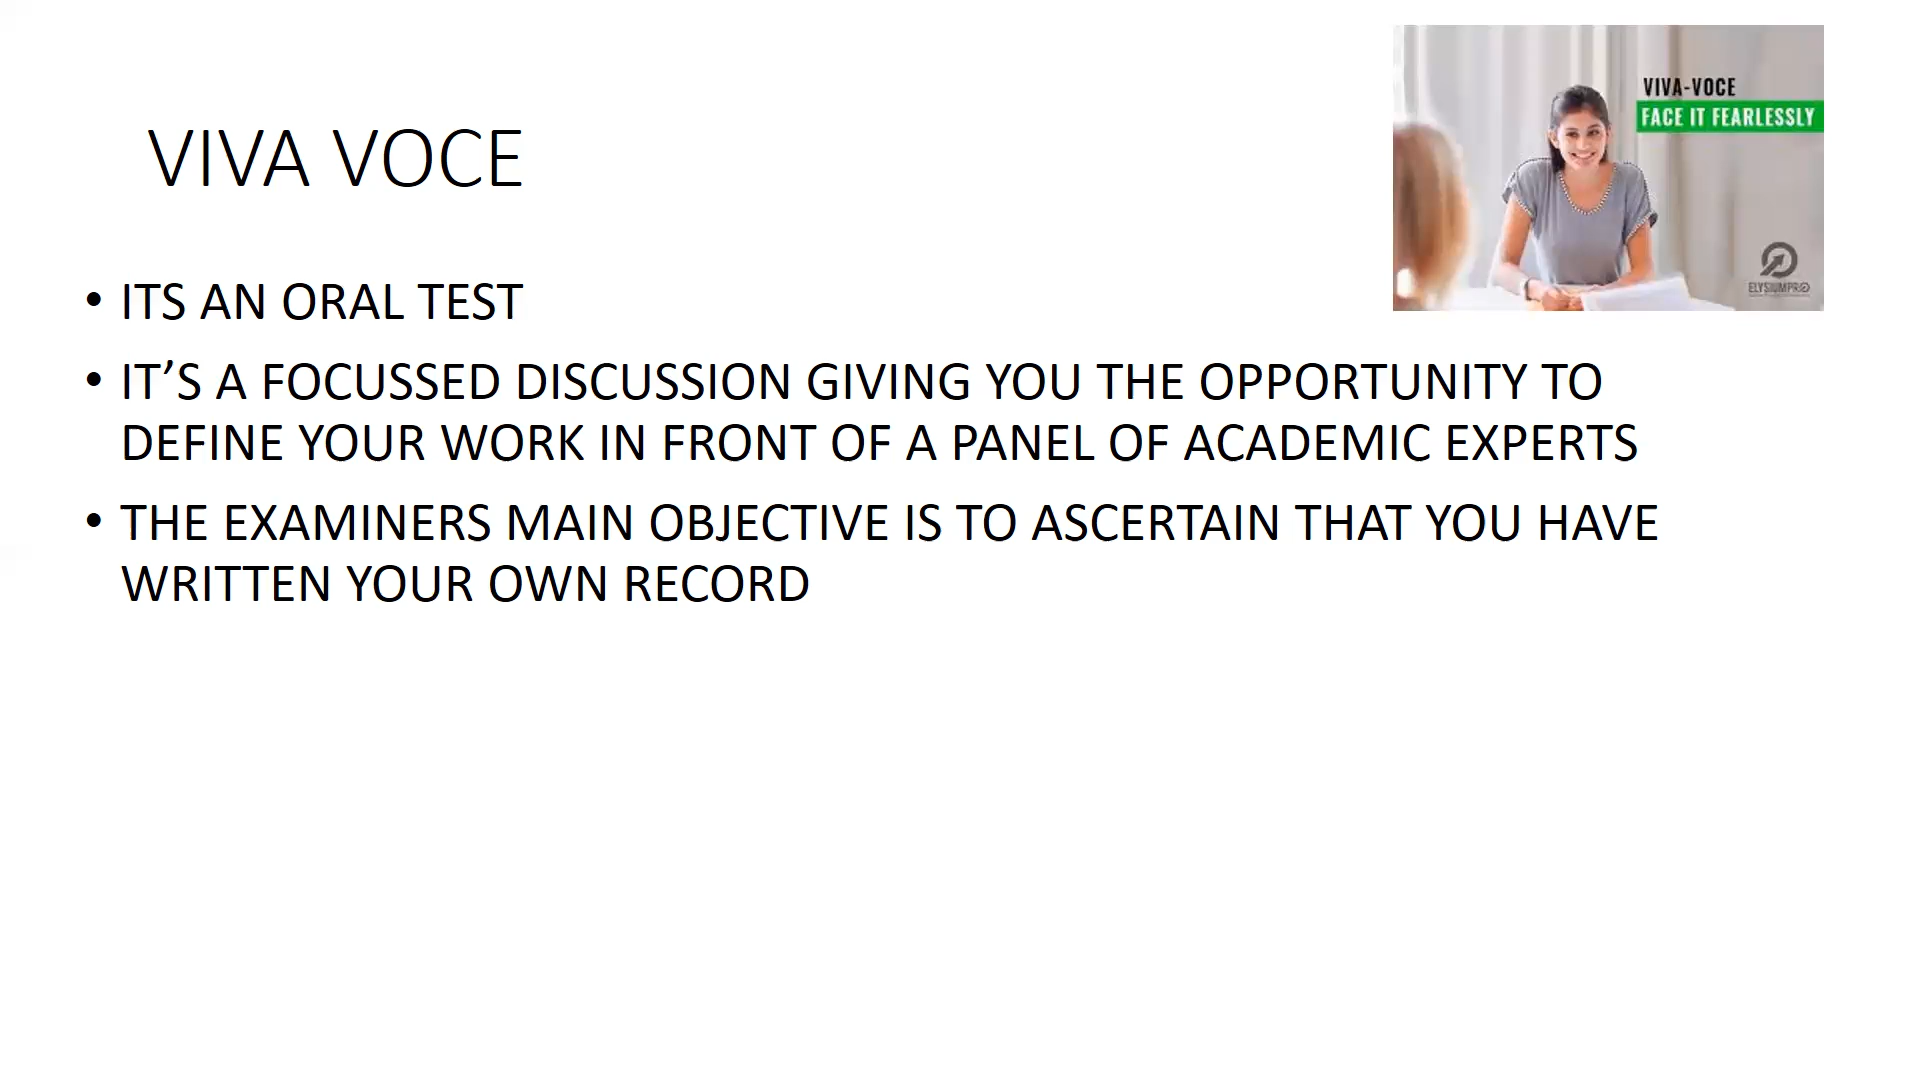 VIVA VOCE
VIVA-VOCE
FACE IT FEARLESSLY
ELYSIUMPRO
• ITS AN ORAL TEST
• IT’S A FOCUSSED DISCUSSION GIVING YOU THE OPPORTUNITY TO
DEFINE YOUR WORK IN FRONT OF A PANEL OF ACADEMIC EXPERTS
• THE EXAMINERS MAIN OBJECTIVE IS TO ASCERTAIN THAT YOU HAVE
WRITTEN YOUR OWN RECORD